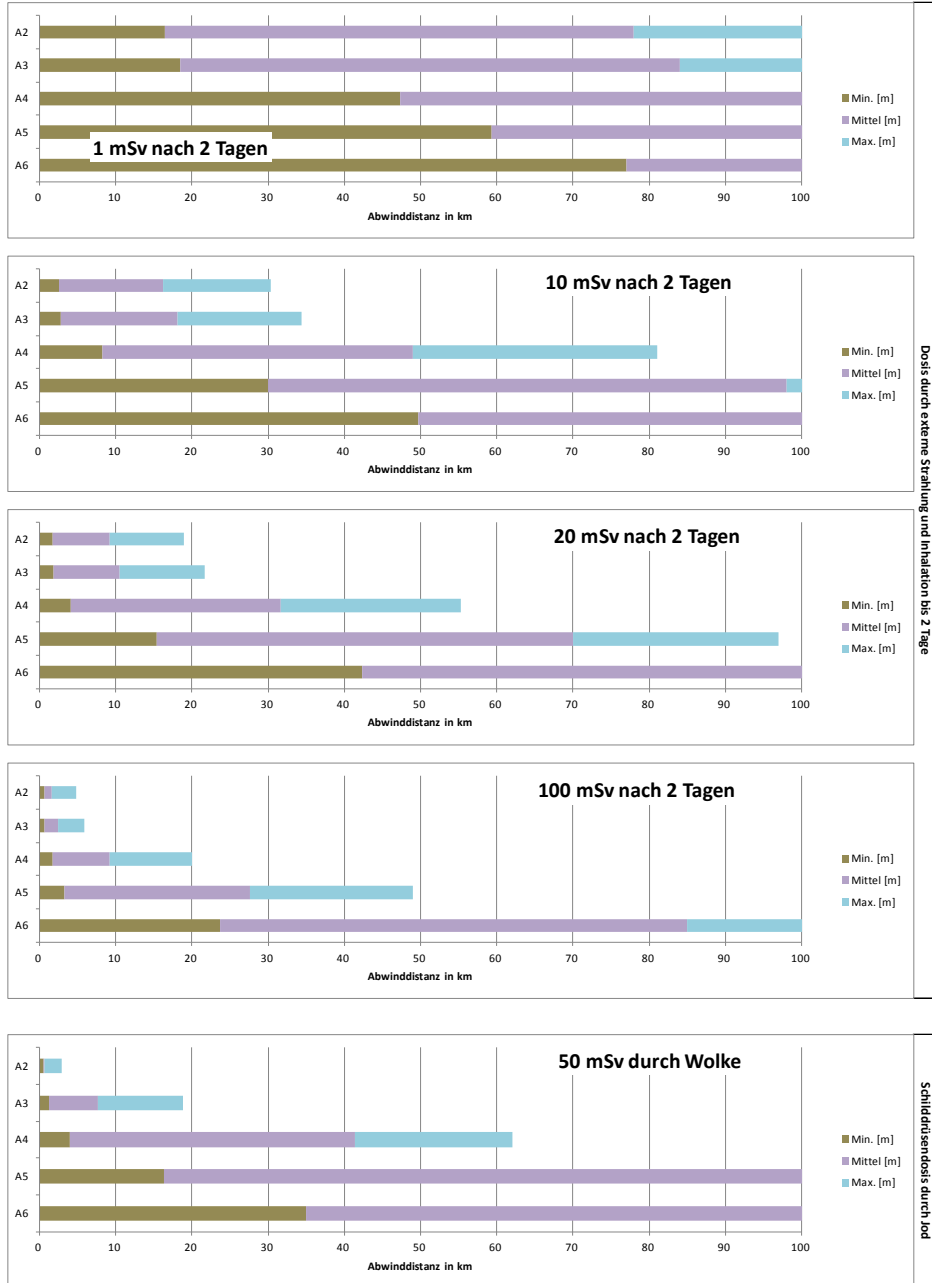 1 mSv nach 2 Tagen
A2
A3
A4
A5
A6
0 10 20 30 40 50 60 70 80 90 100
Abwinddistanz in km
Min. [m]
Mittel [m]
Max. [m]
10 mSv nach 2 Tagen
A2
A3
A4
A5
A6
0 10 20 30 40 50 60 70 80 90 100
Abwinddistanz in km
Min. [m]
Mittel [m]
Max. [m]
20 mSv nach 2 Tagen
A2
A3
A4
A5
A6
0 10 20 30 40 50 60 70 80 90 100
Abwinddistanz in km
Min. [m]
Mittel [m]
Max. [m]
100 mSv nach 2 Tagen
A2
A3
A4
A5
A6
0 10 20 30 40 50 60 70 80 90 100
Abwinddistanz in km
Min. [m]
Mittel [m]
Max. [m]
Dosis durch externe Strahlung und Inhalation bis 2 Tage
50 mSv durch Wolke
A2
A3
A4
A5
A6
0 10 20 30 40 50 60 70 80 90 100
Abwinddistanz in km
Min. [m]
Mittel [m]
Max. [m]
Schilddrüsendosis durch Jod